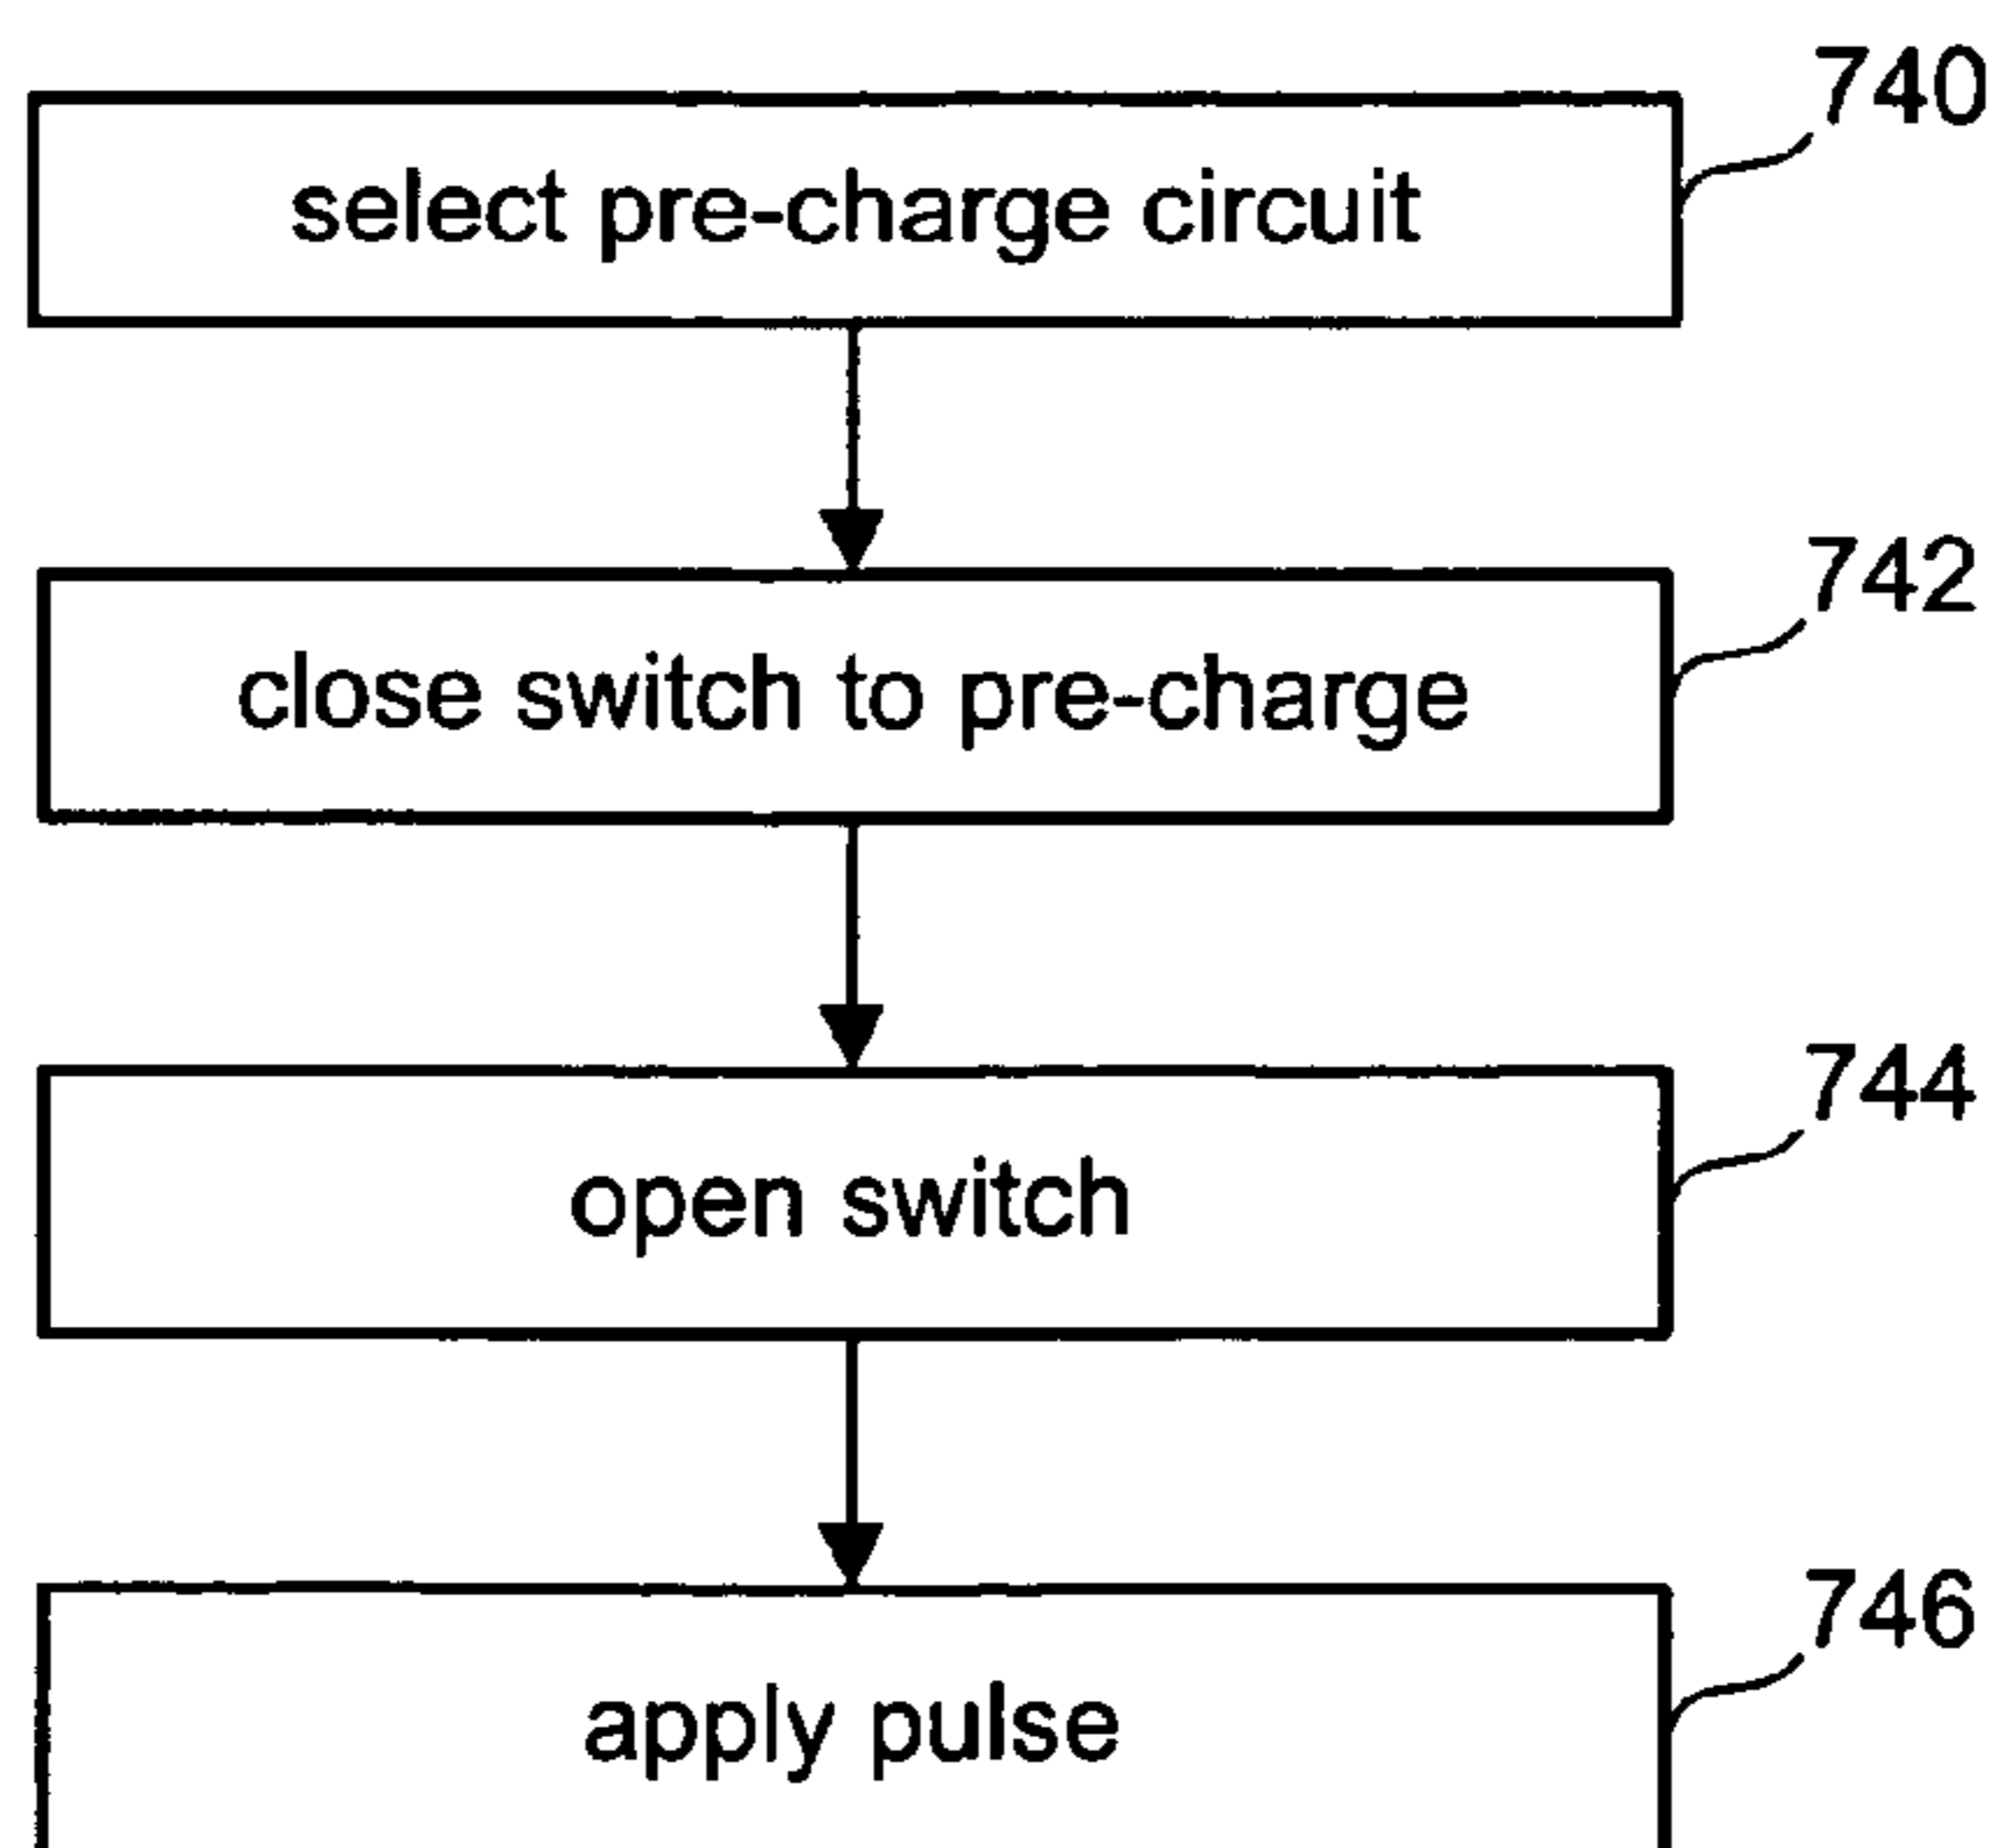 740
select pre-charge circuit
742
close switch to pre-charge
744
open switch
746
apply pulse